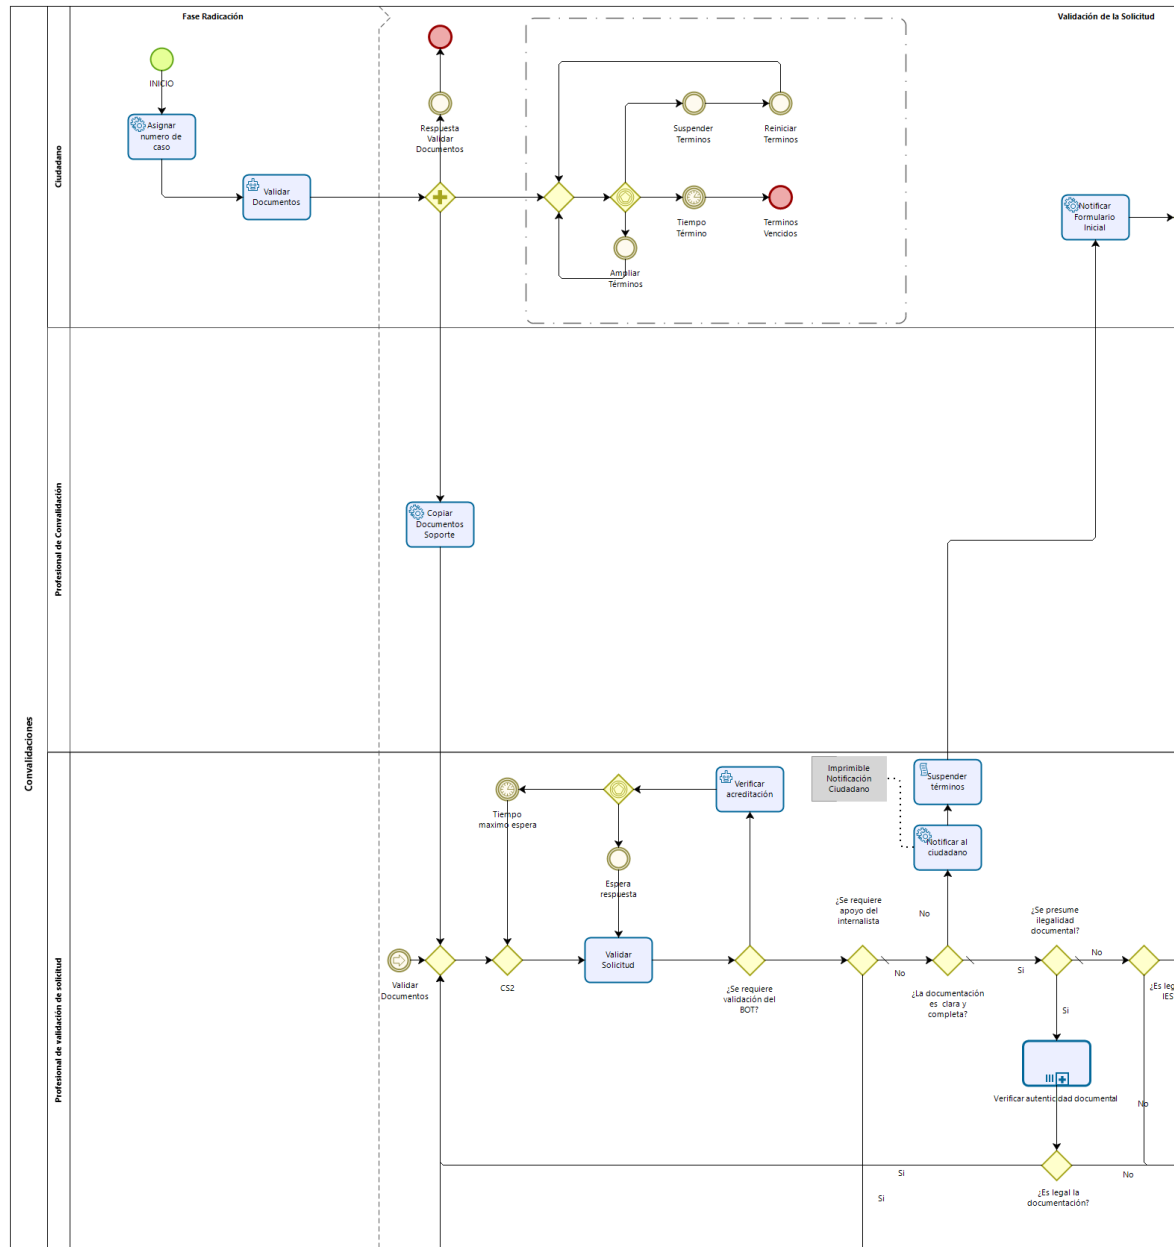 Fase Radicación
Validación de la Solicitud
INICIO
Asignar
numero de
caso
Validar
Documentos
Respuesta
Validar
Documentos
Suspender
Terminos
Reiniciar
Terminos
Tiempo
Término
Terminos
Vencidos
Ampliar
Términos
Notificar
Formulario
Inicial
Ciudadano
Copiar
Documentos
Soporte
Profesional de Convalidación
Convalidaciones
Profesional de validación de solicitud
Imprimible
Notificación
Ciudadano
Suspender
términos
Verificar
acreditación
Tiempo
maximo espera
Notificar al
ciudadano
Espera
respuesta
¿Se requiere
apoyo del
internalista
No
¿Se presume
ilegalidad
documental?
Validar
Documentos
CS2
Validar
Solicitud
¿Se requiere
validación del
BOT?
No
¿La documentación
es clara y
completa?
Si
No
¿Es leg
IES
Si
Verificar autenticidad documental
No
Si
No
¿Es legal la
documentación?
Si